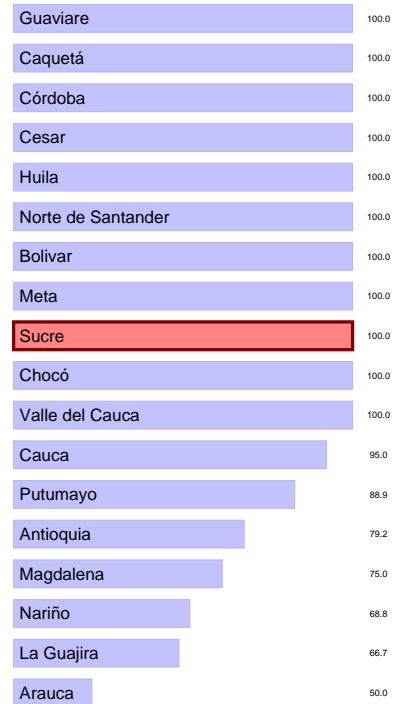 Guaviare 100.0
Caquetá 100.0
Córdoba 100.0
Cesar 100.0
Huila 100.0
Norte de Santander 100.0
Bolivar 100.0
Meta 100.0
Sucre 100.0
Chocó 100.0
Valle del Cauca 100.0
Cauca 95.0
Putumayo 88.9
Antioquia 79.2
Magdalena 75.0
Nariño 68.8
La Guajira 66.7
Arauca 50.0